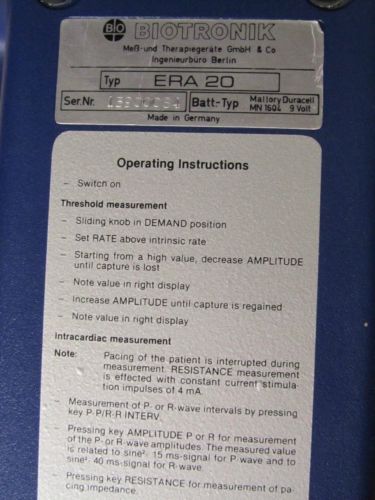 BIO BIOTRONIK
Meß-und Therapiegeräte GmbH & Co
Ingenieurbüro Berlin
Typ ERA 20
Ser.Nr. Batt-Typ Mallory Duracell
MN 1604 9 Volt
Made in Germany
Operating Instructions
– Switch on
Threshold measurement
– Sliding knob in DEMAND position
– Set RATE above intrinsic rate
– Starting from a high value, decrease AMPLITUDE
until capture is lost
– Note value in right display
– Increase AMPLITUDE until capture is regained
– Note value in right display
Intracardiac measurement
Note: Pacing of the patient is interrupted during
measurement. RESISTANCE measurement
is effected with constant current stimula-
tion impulses of 4 mA.
– Measurement of P- or R-wave intervals by pressing
key P-P/R-R INTERV.
– Pressing key AMPLITUDE P or R for measurement
of the P- or R-wave amplitudes. The measured value
is related to sine²- 15 ms-signal for P wave and to
sine²- 40 ms-signal for R-wave.
– Pressing key RESISTANCE for measurement of pa-
cing impedance.